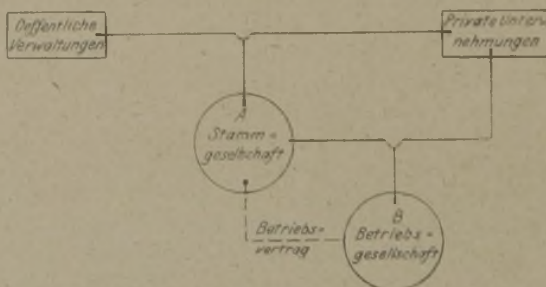 Oeffentliche
Verwaltungen
Private Unter=
nehmungen
A
Stamm=
gesellschaft
Betriebs=
vertrag
B
Betriebs=
gesellschaft